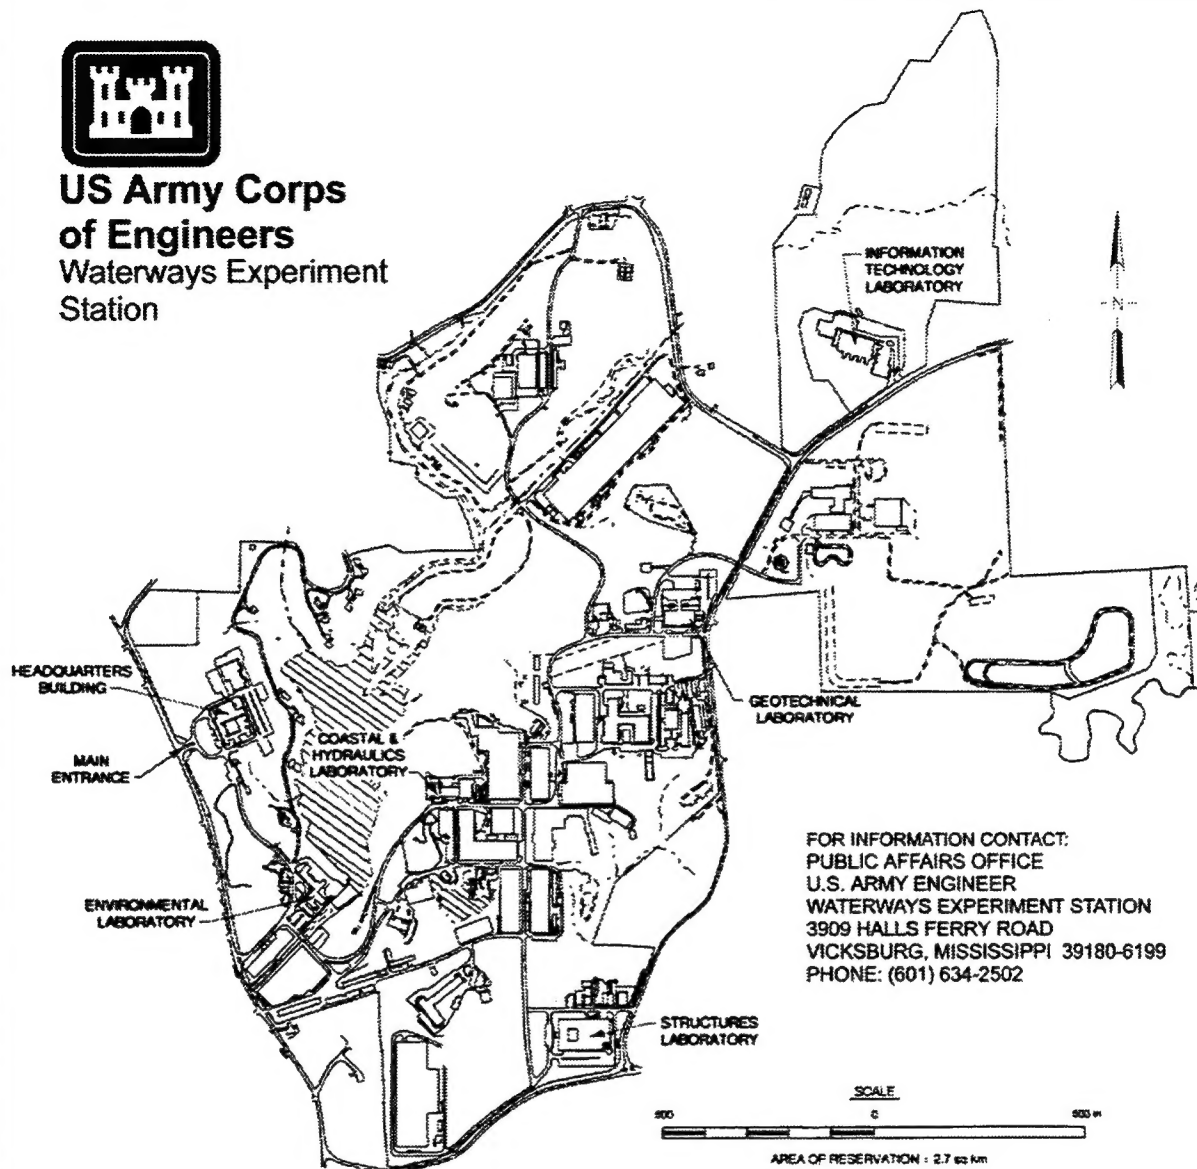 US Army Corps
of Engineers
Waterways Experiment
Station
INFORMATION
TECHNOLOGY
LABORATORY
N
HEADQUARTERS
BUILDING
MAIN
ENTRANCE
COASTAL &
HYDRAULICS
LABORATORY
GEOTECHNICAL
LABORATORY
ENVIRONMENTAL
LABORATORY
FOR INFORMATION CONTACT:
PUBLIC AFFAIRS OFFICE
U.S. ARMY ENGINEER
WATERWAYS EXPERIMENT STATION
3909 HALLS FERRY ROAD
VICKSBURG, MISSISSIPPI 39180-6199
PHONE: (601) 634-2502
STRUCTURES
LABORATORY
SCALE
500 0 500 m
AREA OF RESERVATION : 2.7 sq km